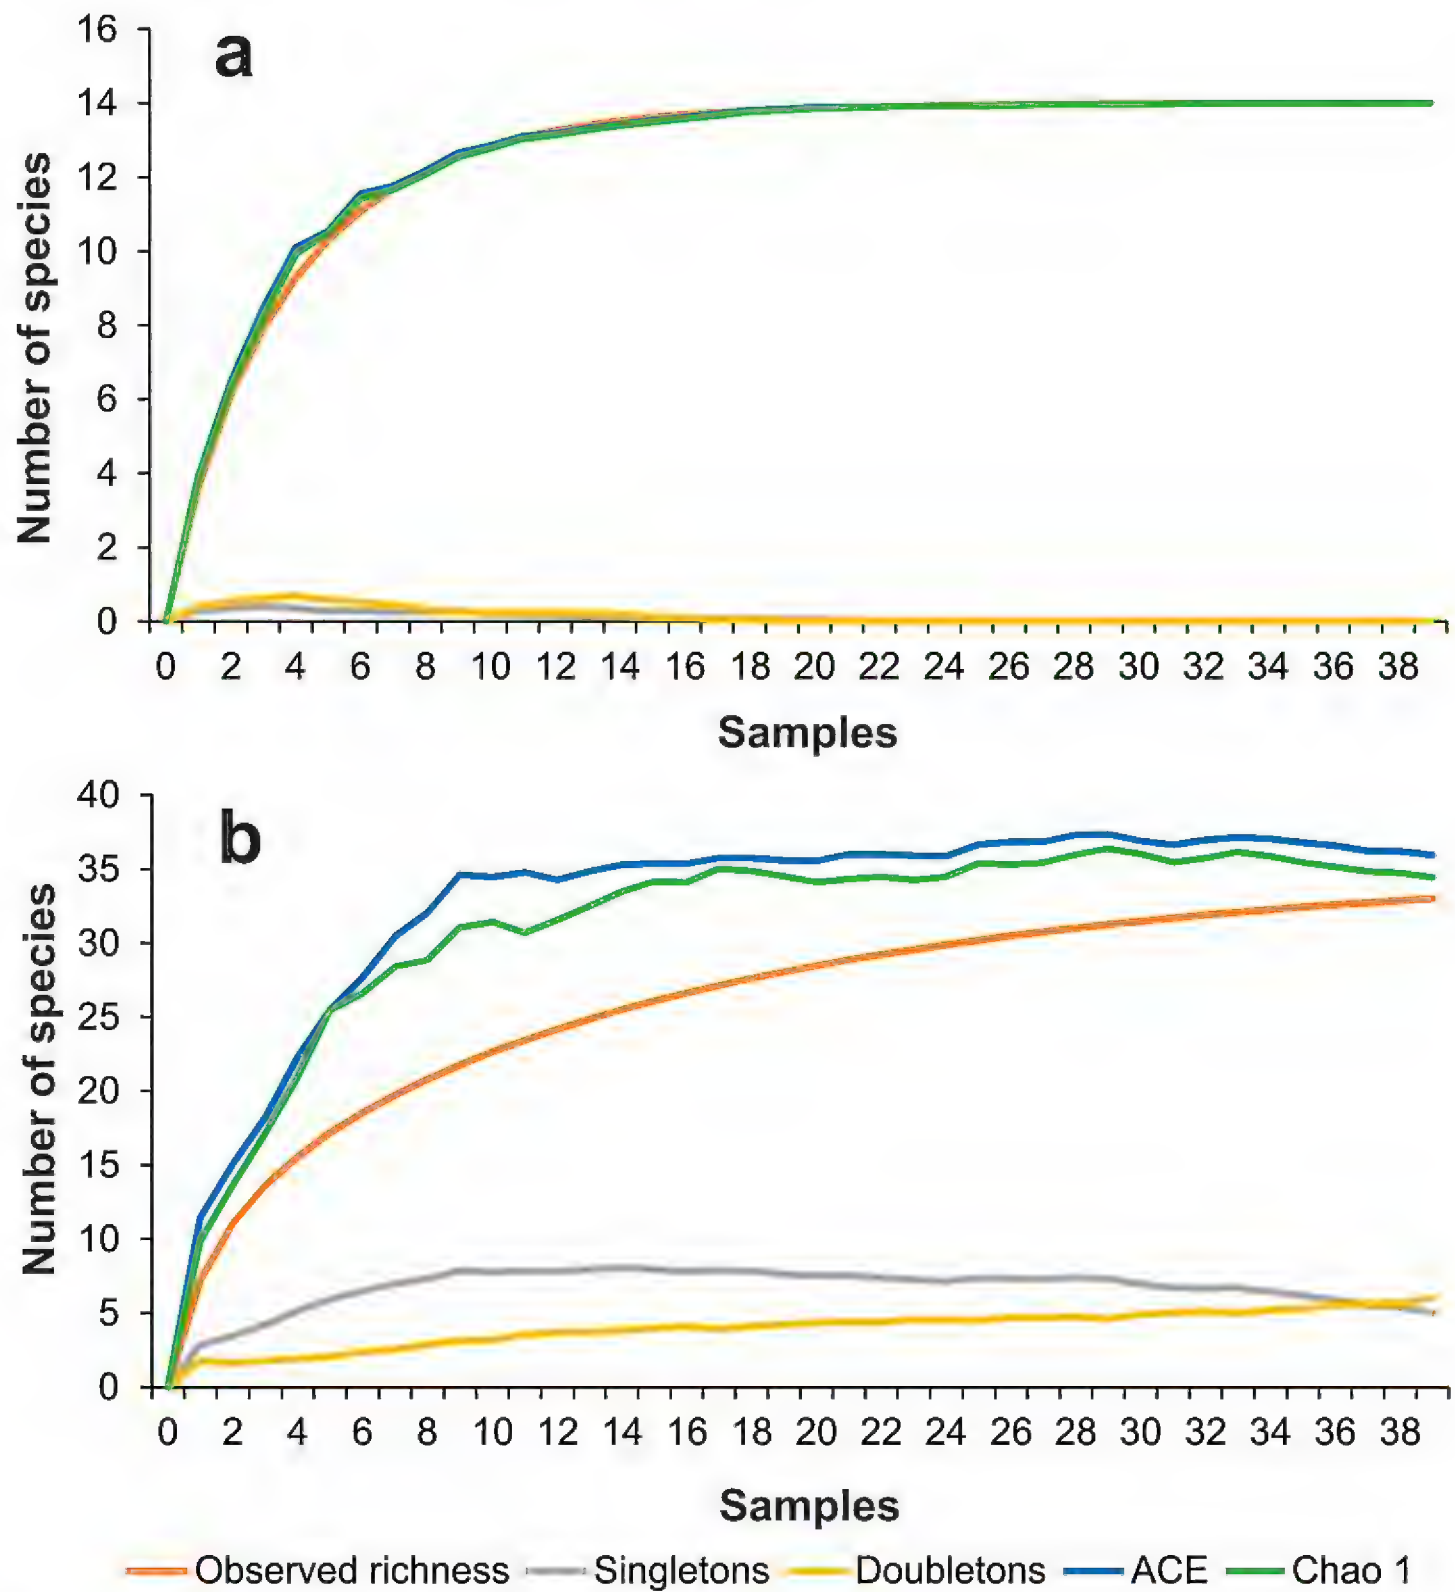 a
16
14
12
10
8
6
4
2
0
Number of species
0 2 4 6 8 10 12 14 16 18 20 22 24 26 28 30 32 34 36 38
Samples
b
40
35
30
25
20
15
10
5
0
Number of species
0 2 4 6 8 10 12 14 16 18 20 22 24 26 28 30 32 34 36 38
Samples
Observed richness Singletons Doubletons ACE Chao 1